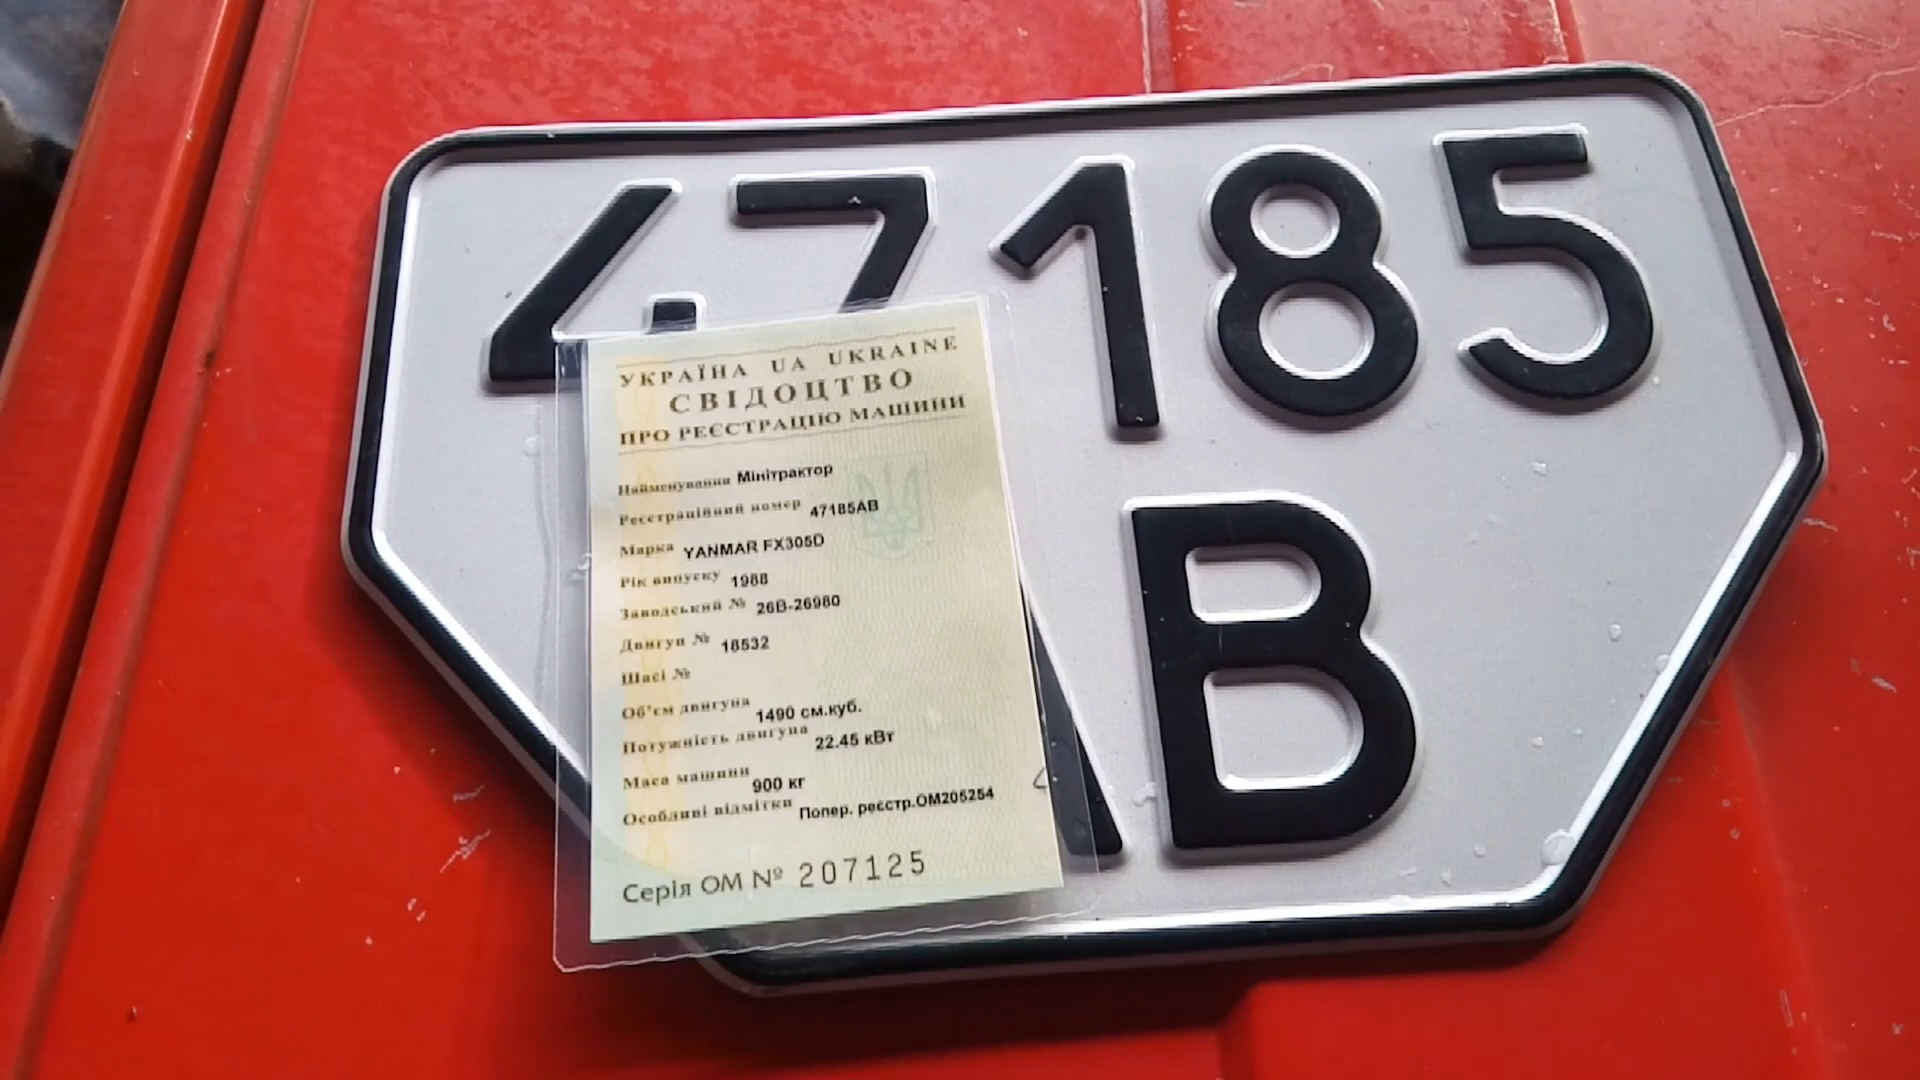 47185
АВ
УКРАЇНА UA UKRAINE
СВІДОЦТВО
ПРО РЕЄСТРАЦІЮ МАШИНИ
Найменування Мінітрактор
Реєстраційний номер 47185АВ
Марка YANMAR FX305D
Рік випуску 1988
Заводський № 26B-26980
Двигун № 18532
Шасі №
Об'єм двигуна 1490 см.куб.
Потужність двигуна 22.45 кВт
Маса машини 900 кг
Особливі відмітки Попер. реєстр.ОМ205254
Серія ОМ № 207125